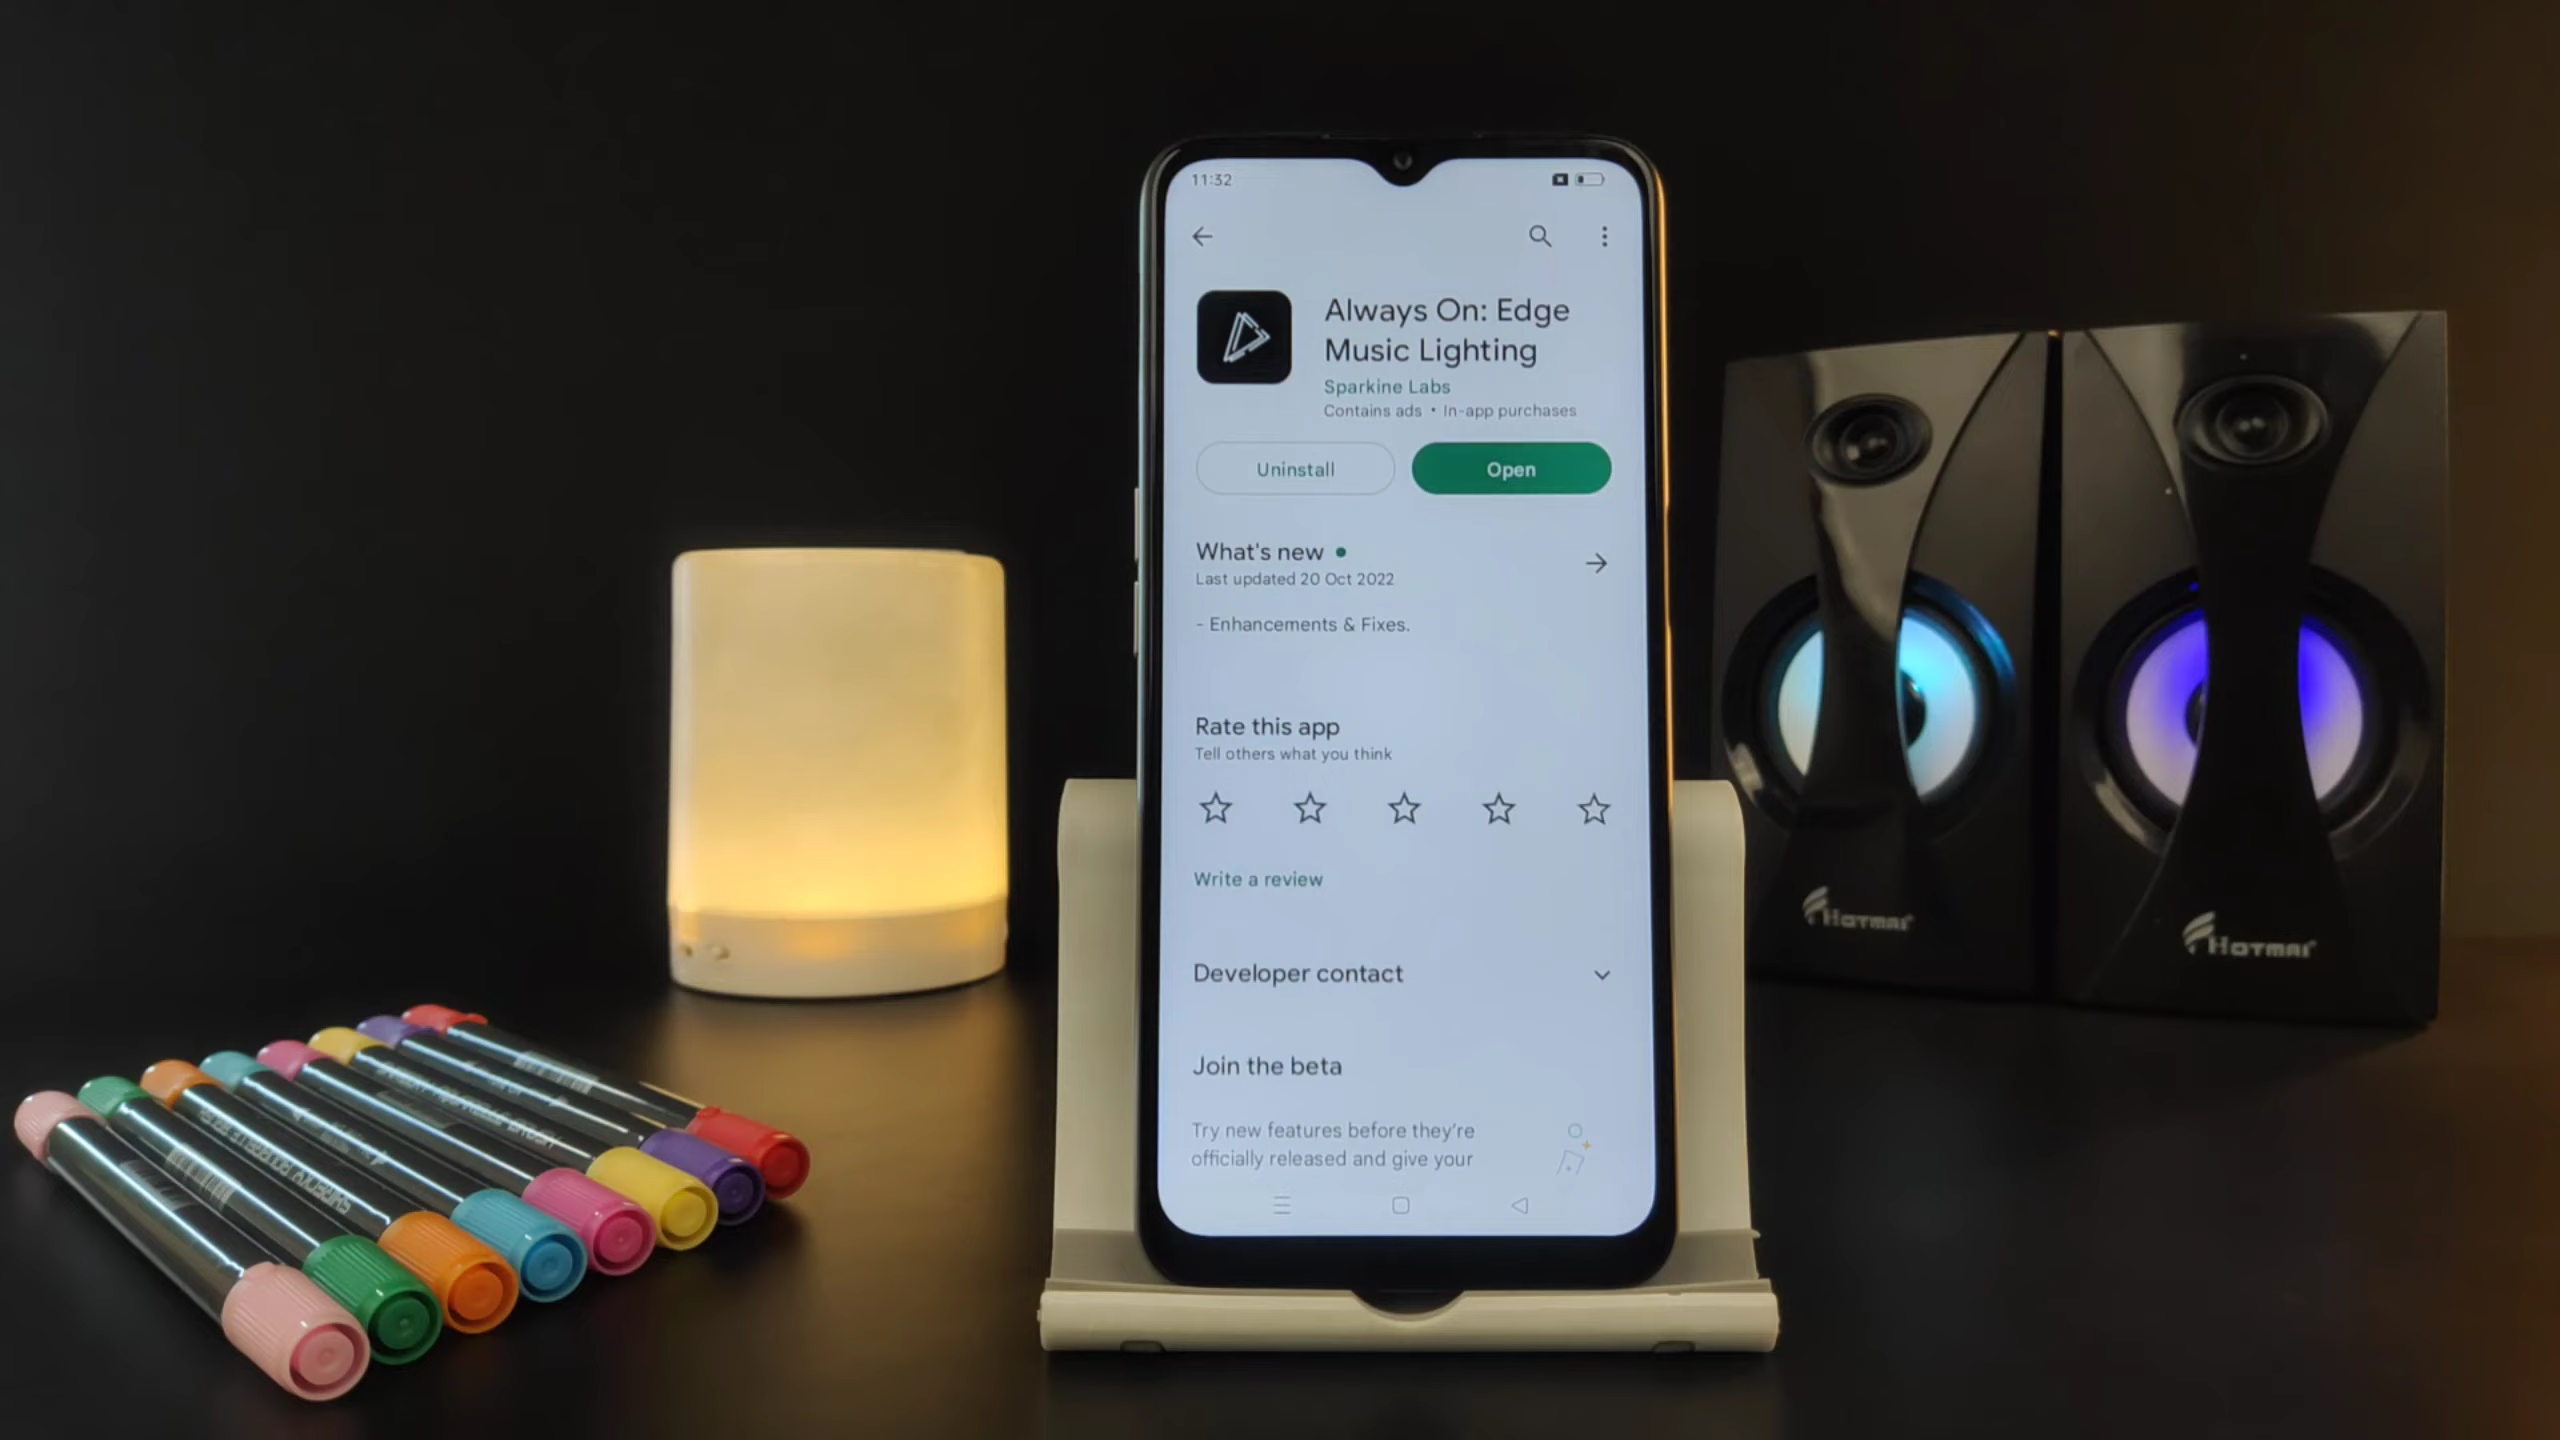 11:32
Always On: Edge
Music Lighting
Sparkine Labs
Contains ads • In-app purchases
Uninstall
Open
What's new
Last updated 20 Oct 2022
- Enhancements & Fixes.
Rate this app
Tell others what you think
Write a review
Developer contact
Join the beta
Try new features before they're
officially released and give your
HOTMAI
HOTMAI